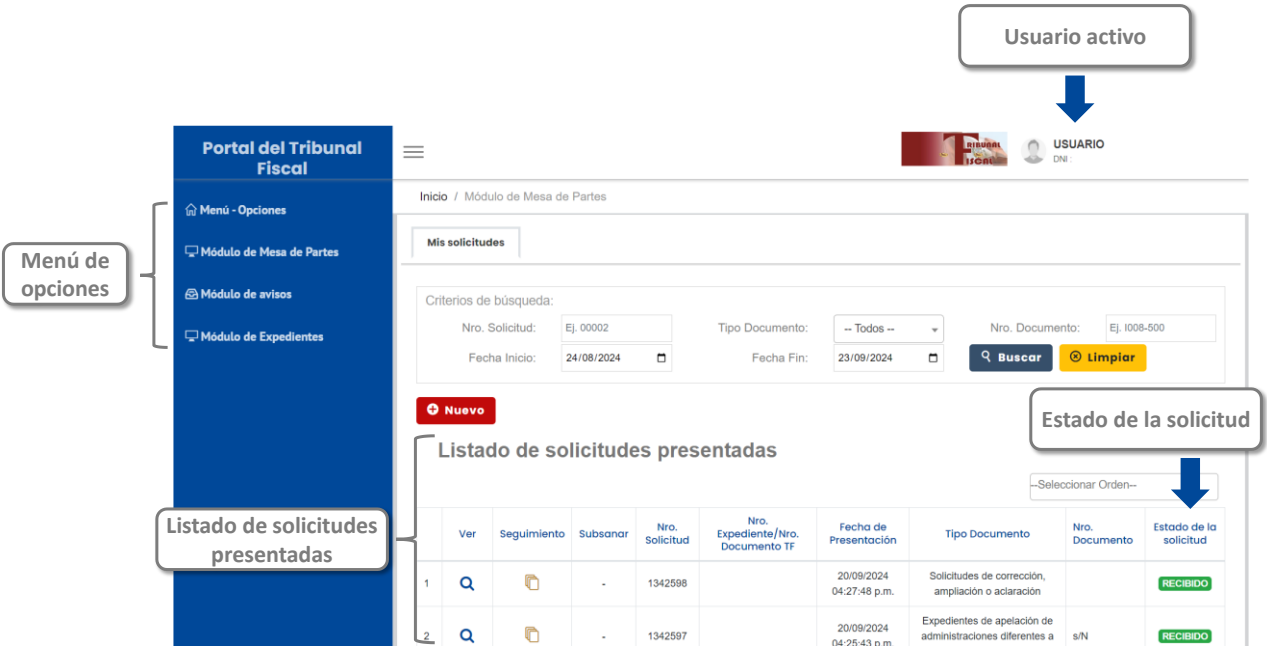 Usuario activo
Portal del Tribunal
Fiscal
TRIBUNAL
FISCAL
USUARIO
DNI :
Inicio / Módulo de Mesa de Partes
Menú - Opciones
Módulo de Mesa de Partes
Módulo de avisos
Módulo de Expedientes
Menú de
opciones
Mis solicitudes
Criterios de búsqueda:
Nro. Solicitud: Ej. 00002 Tipo Documento: -- Todos -- Nro. Documento: Ej. I008-500
Fecha Inicio: 24/08/2024 Fecha Fin: 23/09/2024 Buscar Limpiar
Nuevo
Estado de la solicitud
Listado de solicitudes presentadas
--Seleccionar Orden--
Listado de solicitudes
presentadas
Ver Seguimiento Subsanar Nro. Solicitud Nro. Expediente/Nro. Documento TF Fecha de Presentación Tipo Documento Nro. Documento Estado de la solicitud
1 - 1342598 20/09/2024 04:27:48 p.m. Solicitudes de corrección, ampliación o aclaración RECIBIDO
2 - 1342597 20/09/2024 04:25:43 p.m. Expedientes de apelación de administraciones diferentes a s/N RECIBIDO